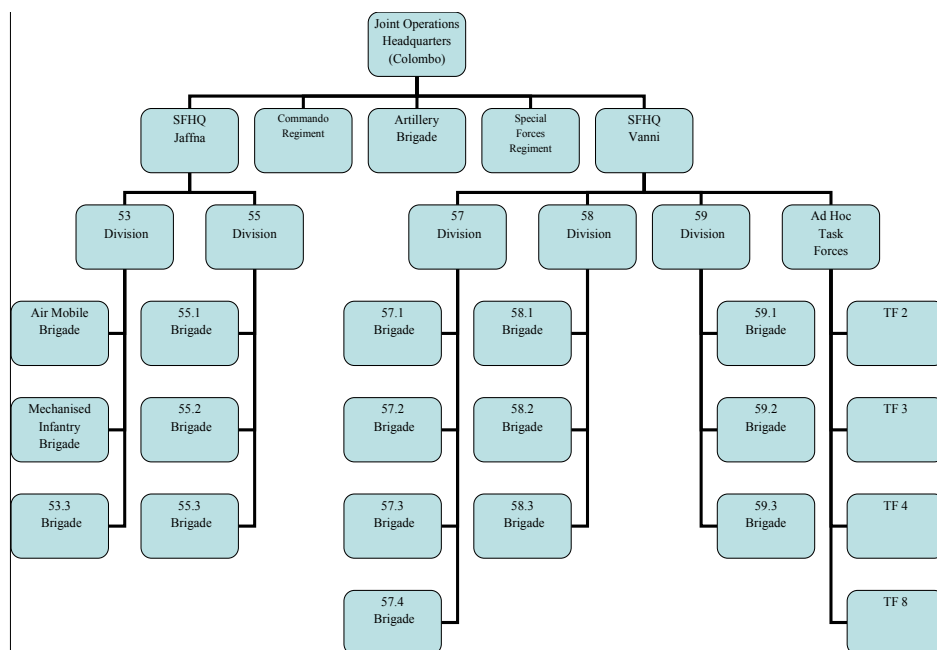 Joint Operations
Headquarters
(Colombo)
SFHQ
Jaffna
Commando
Regiment
Artillery
Brigade
Special
Forces
Regiment
SFHQ
Vanni
53
Division
55
Division
57
Division
58
Division
59
Division
Ad Hoc
Task
Forces
Air Mobile
Brigade
55.1
Brigade
57.1
Brigade
58.1
Brigade
59.1
Brigade
TF 2
Mechanised
Infantry
Brigade
55.2
Brigade
57.2
Brigade
58.2
Brigade
59.2
Brigade
TF 3
53.3
Brigade
55.3
Brigade
57.3
Brigade
58.3
Brigade
59.3
Brigade
TF 4
57.4
Brigade
TF 8